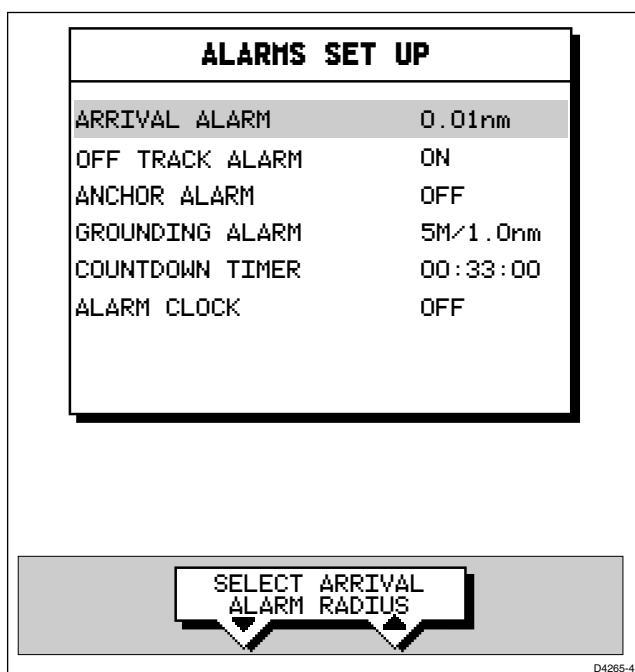 ALARMS SET UP
ARRIVAL ALARM 0.01nm
OFF TRACK ALARM ON
ANCHOR ALARM OFF
GROUNDING ALARM 5M/1.0nm
COUNTDOWN TIMER 00:33:00
ALARM CLOCK OFF
SELECT ARRIVAL
ALARM RADIUS
D4265-4